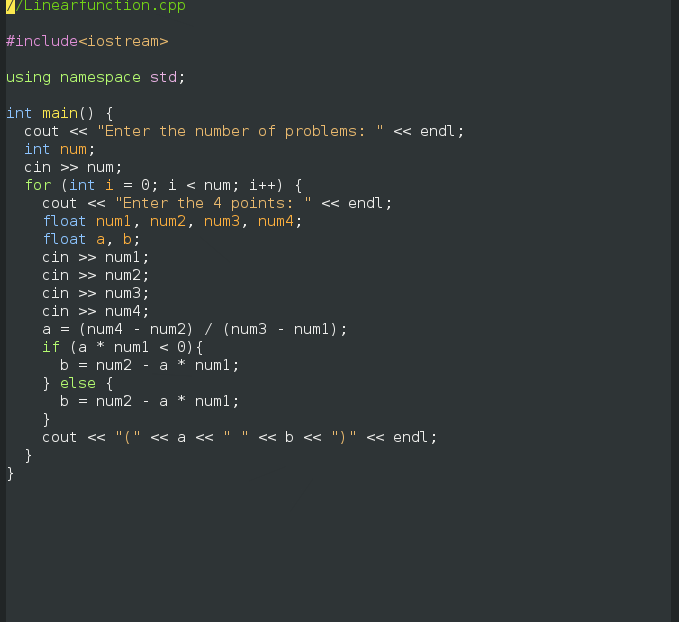 //Linearfunction.cpp
#include<iostream>
using namespace std;
int main() {
cout << "Enter the number of problems: " << endl;
int num;
cin >> num;
for (int i = 0; i < num; i++) {
cout << "Enter the 4 points: " << endl;
float num1, num2, num3, num4;
float a, b;
cin >> num1;
cin >> num2;
cin >> num3;
cin >> num4;
a = (num4 - num2) / (num3 - num1);
if (a * num1 < 0){
b = num2 - a * num1;
} else {
b = num2 - a * num1;
}
cout << "(" << a << " " << b << ")" << endl;
}
}